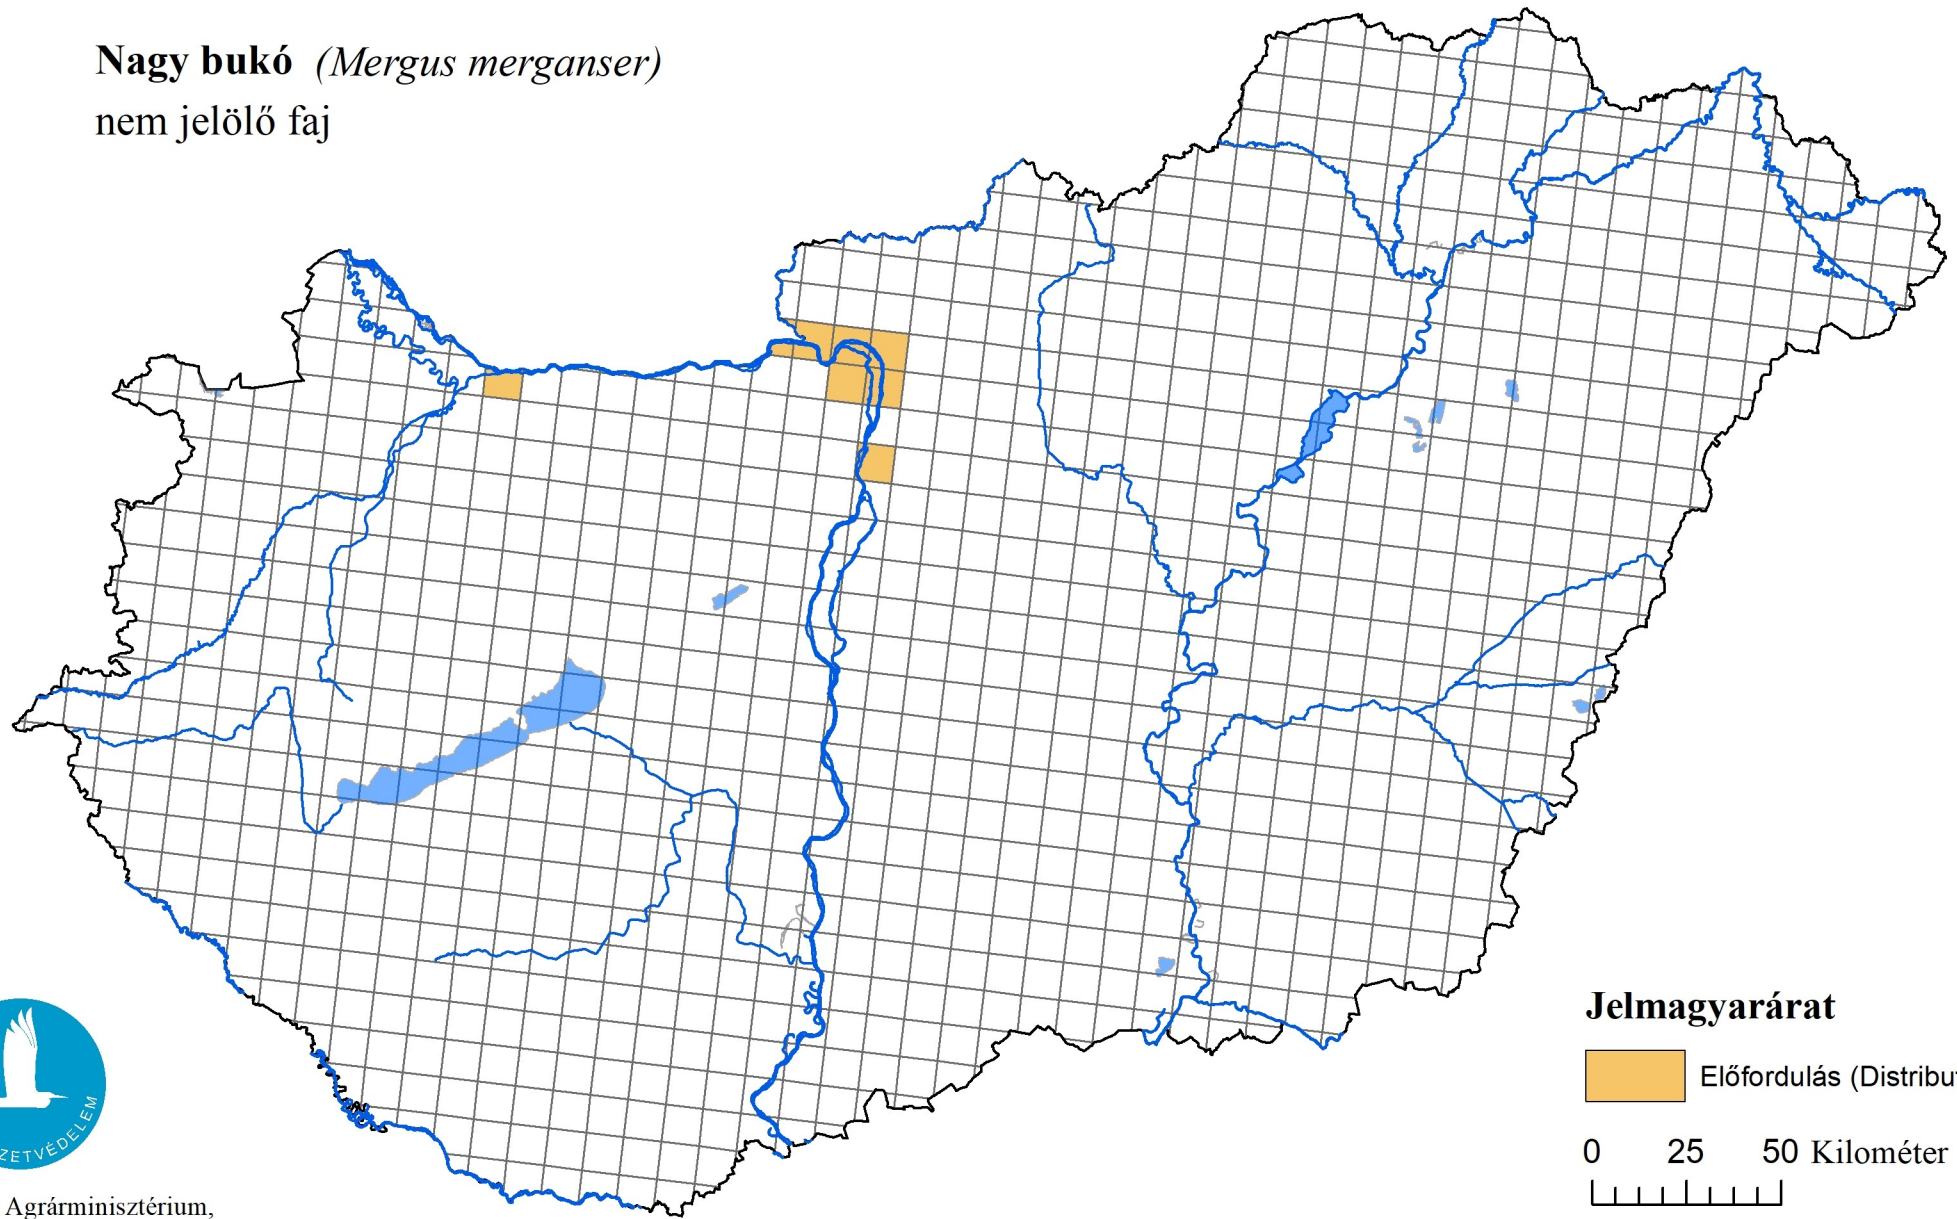 Nagy bukó (Mergus merganser)
nem jelölő faj
Jelmagyarárat
Előfordulás (Distribu
0 25 50 Kilométer
ZETVÉDELEM
Agrárminisztérium,